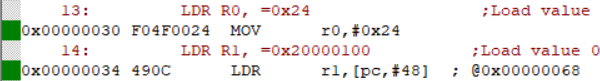 13: LDR R0, =0x24 ;Load value
0x00000030 F04F0024 MOV r0,#0x24
14: LDR R1, =0x20000100 ;Load value 0
0x00000034 490C LDR r1,[pc,#48] ; @0x00000068